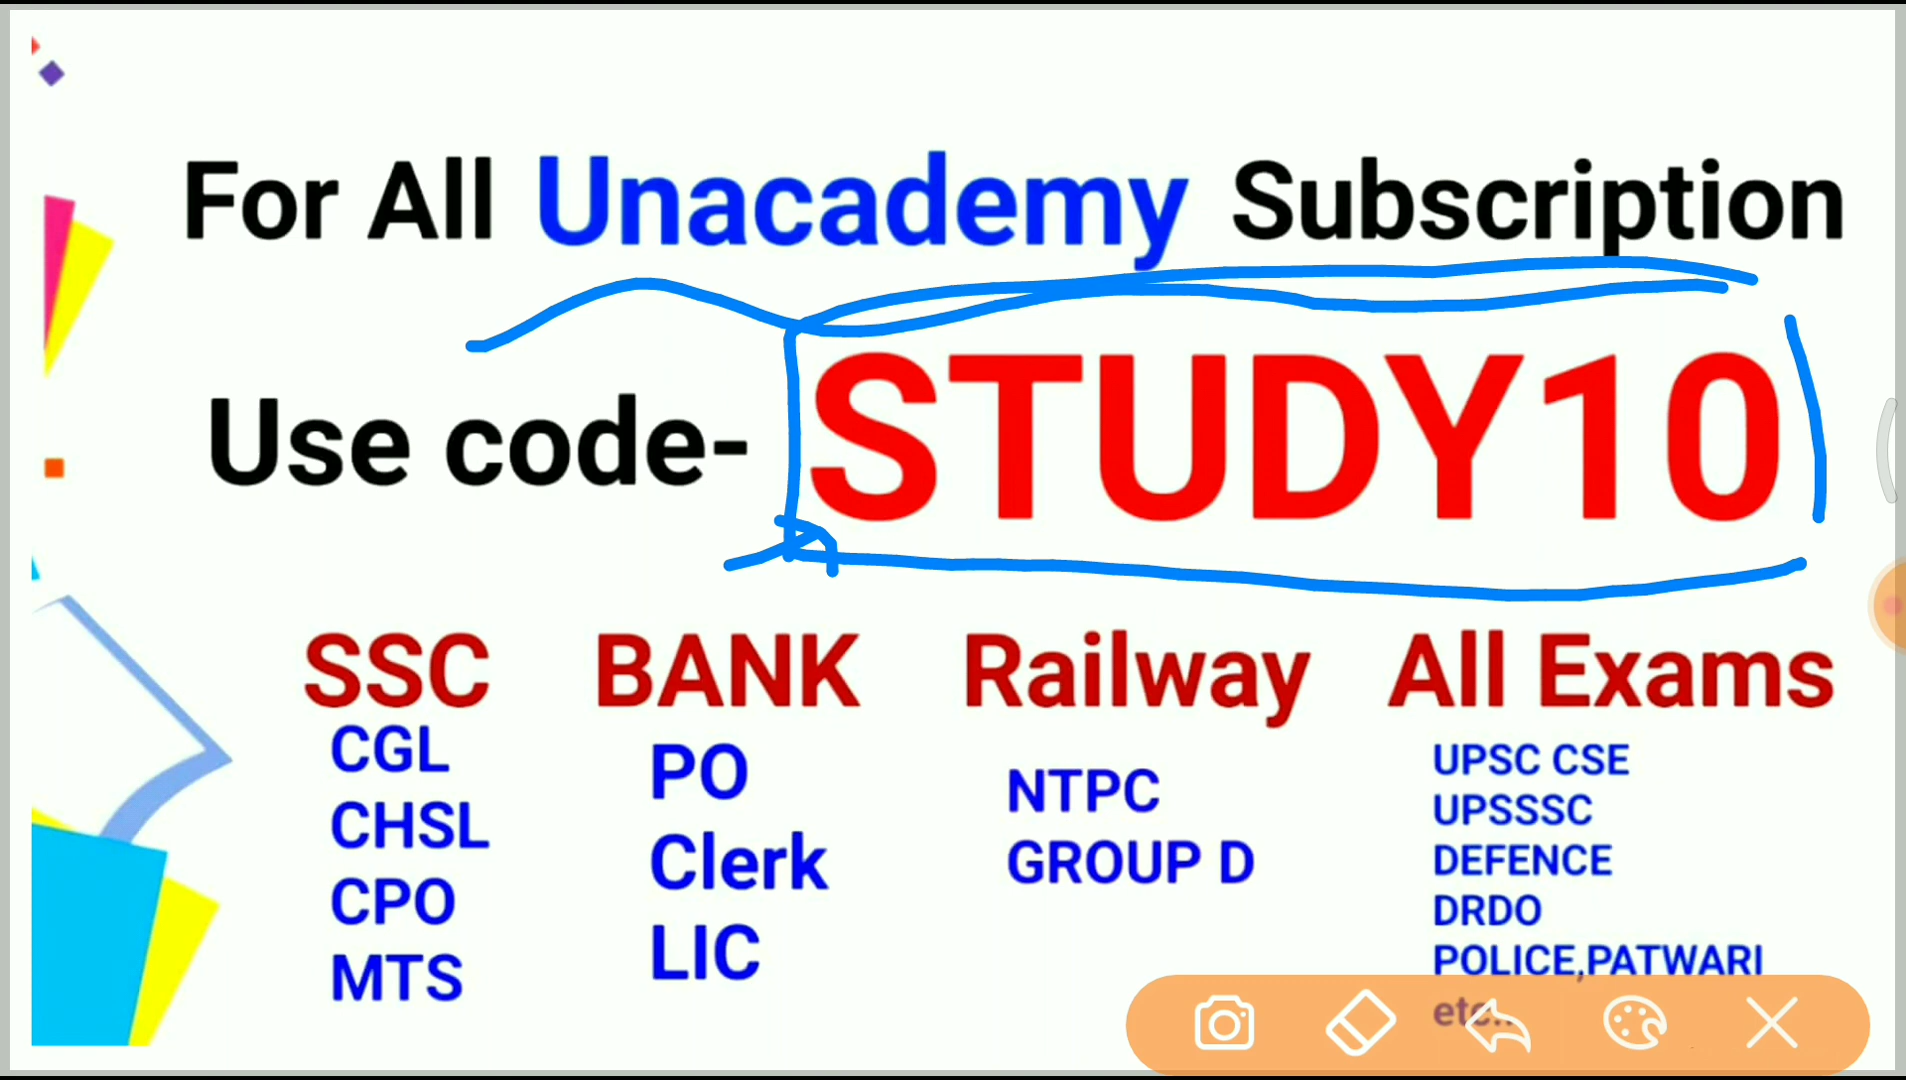 For All Unacademy Subscription
Use code- STUDY10
SSC
CGL
CHSL
CPO
MTS
BANK
PO
Clerk
LIC
Railway
NTPC
GROUP D
All Exams
UPSC CSE
UPSSSC
DEFENCE
DRDO
POLICE,PATWARI
etc..